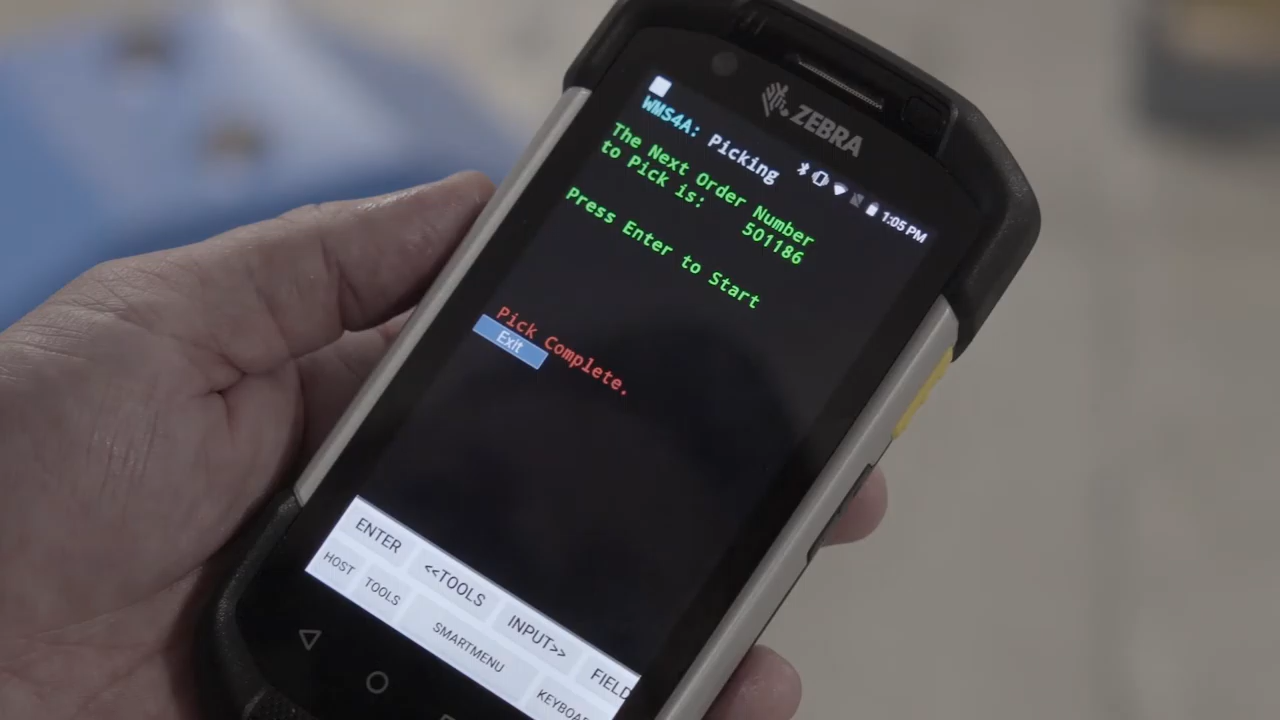 ZEBRA
WMS4A: Picking
1:05 PM
The Next Order Number
to Pick is: 501186
Press Enter to Start
Pick Complete.
Exit
ENTER <<TOOLS INPUT>> FIELD
HOST TOOLS SMARTMENU KEYBOA